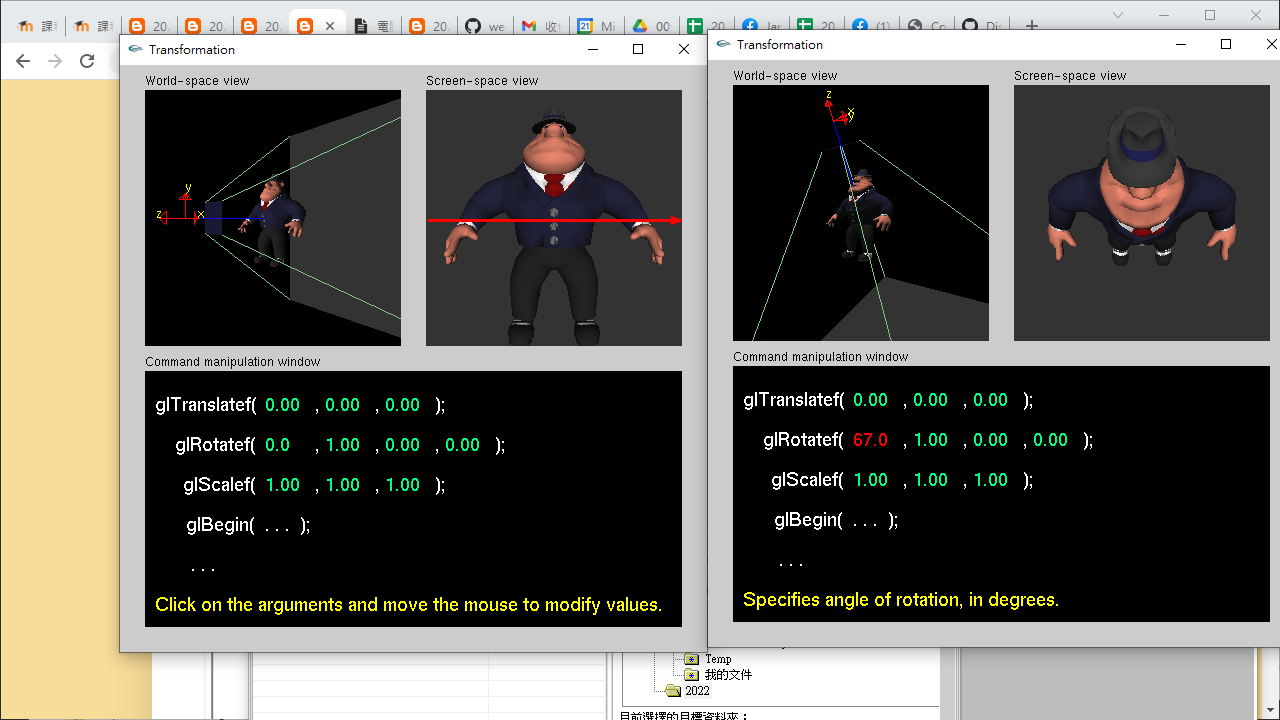 課
課
20
20
20
電
20
we
收
21
Mi
00
20
Jar
20
(1)
Co
Di
Transformation
World-space view
Screen-space view
y
z
x
Command manipulation window
glTranslatef( 0.00 , 0.00 , 0.00 );
glRotatef( 0.0 , 1.00 , 0.00 , 0.00 );
glScalef( 1.00 , 1.00 , 1.00 );
glBegin( . . . );
. . .
Click on the arguments and move the mouse to modify values.
Transformation
World-space view
Screen-space view
z
x
y
Command manipulation window
glTranslatef( 0.00 , 0.00 , 0.00 );
glRotatef( 67.0 , 1.00 , 0.00 , 0.00 );
glScalef( 1.00 , 1.00 , 1.00 );
glBegin( . . . );
. . .
Specifies angle of rotation, in degrees.
Temp
我的文件
2022
目前選擇的目標資料夾：